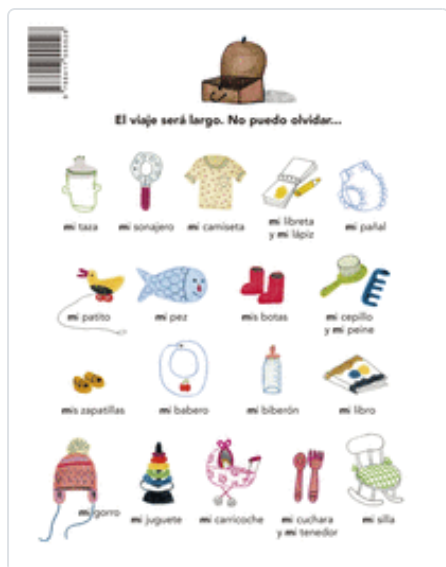 El viaje será largo. No puedo olvidar...
mi taza
mi sonajero
mi camiseta
mi libreta
y mi lápiz
mi pañal
mi patito
mi pez
mis botas
mi cepillo
y mi peine
mis zapatillas
mi babero
mi biberón
mi libro
mi gorro
mi juguete
mi carricoche
mi cuchara
y mi tenedor
mi silla